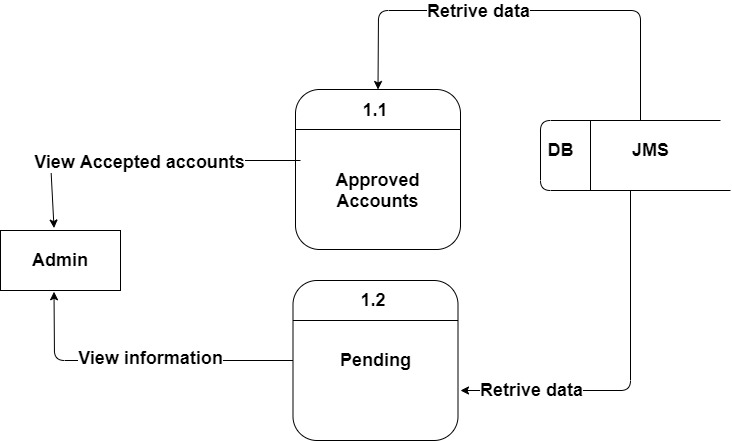 Retrive data
1.1
DB
JMS
View Accepted accounts
Approved
Accounts
Admin
1.2
View information
Pending
Retrive data